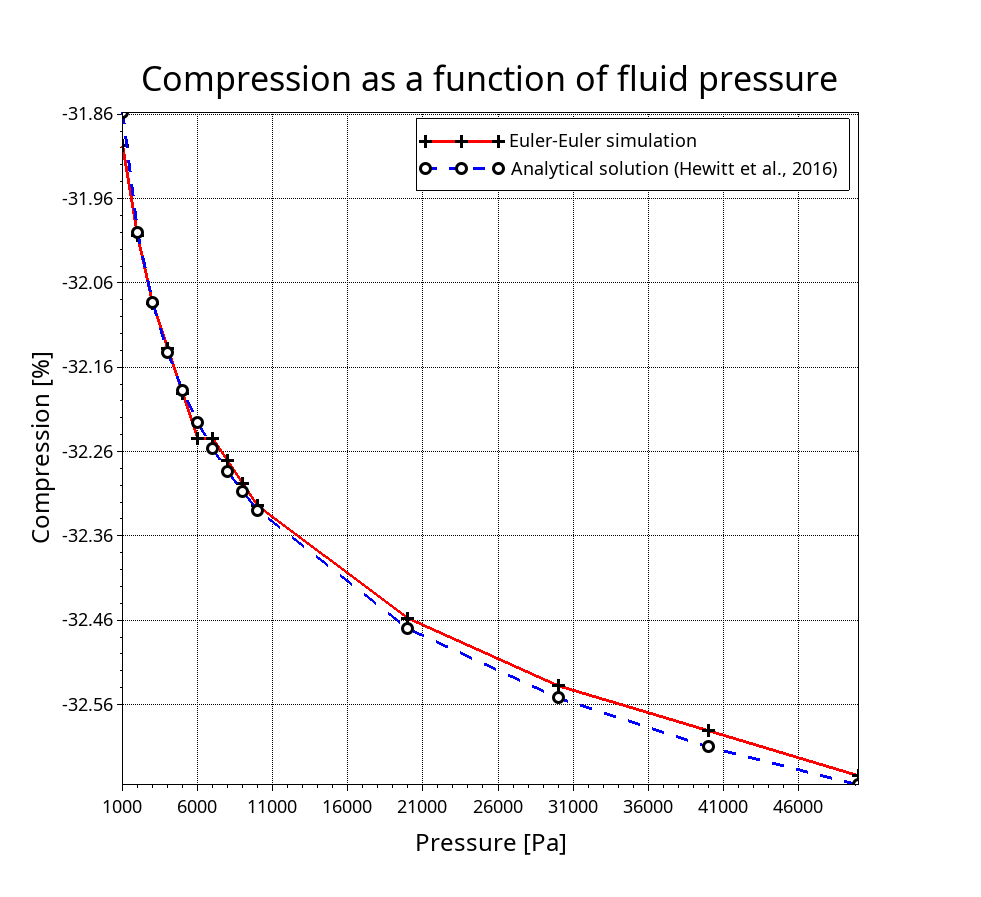 Compression as a function of fluid pressure
Euler-Euler simulation
Analytical solution (Hewitt et al., 2016)
Compression [%]
-31.86
-31.96
-32.06
-32.16
-32.26
-32.36
-32.46
-32.56
1000 6000 11000 16000 21000 26000 31000 36000 41000 46000
Pressure [Pa]